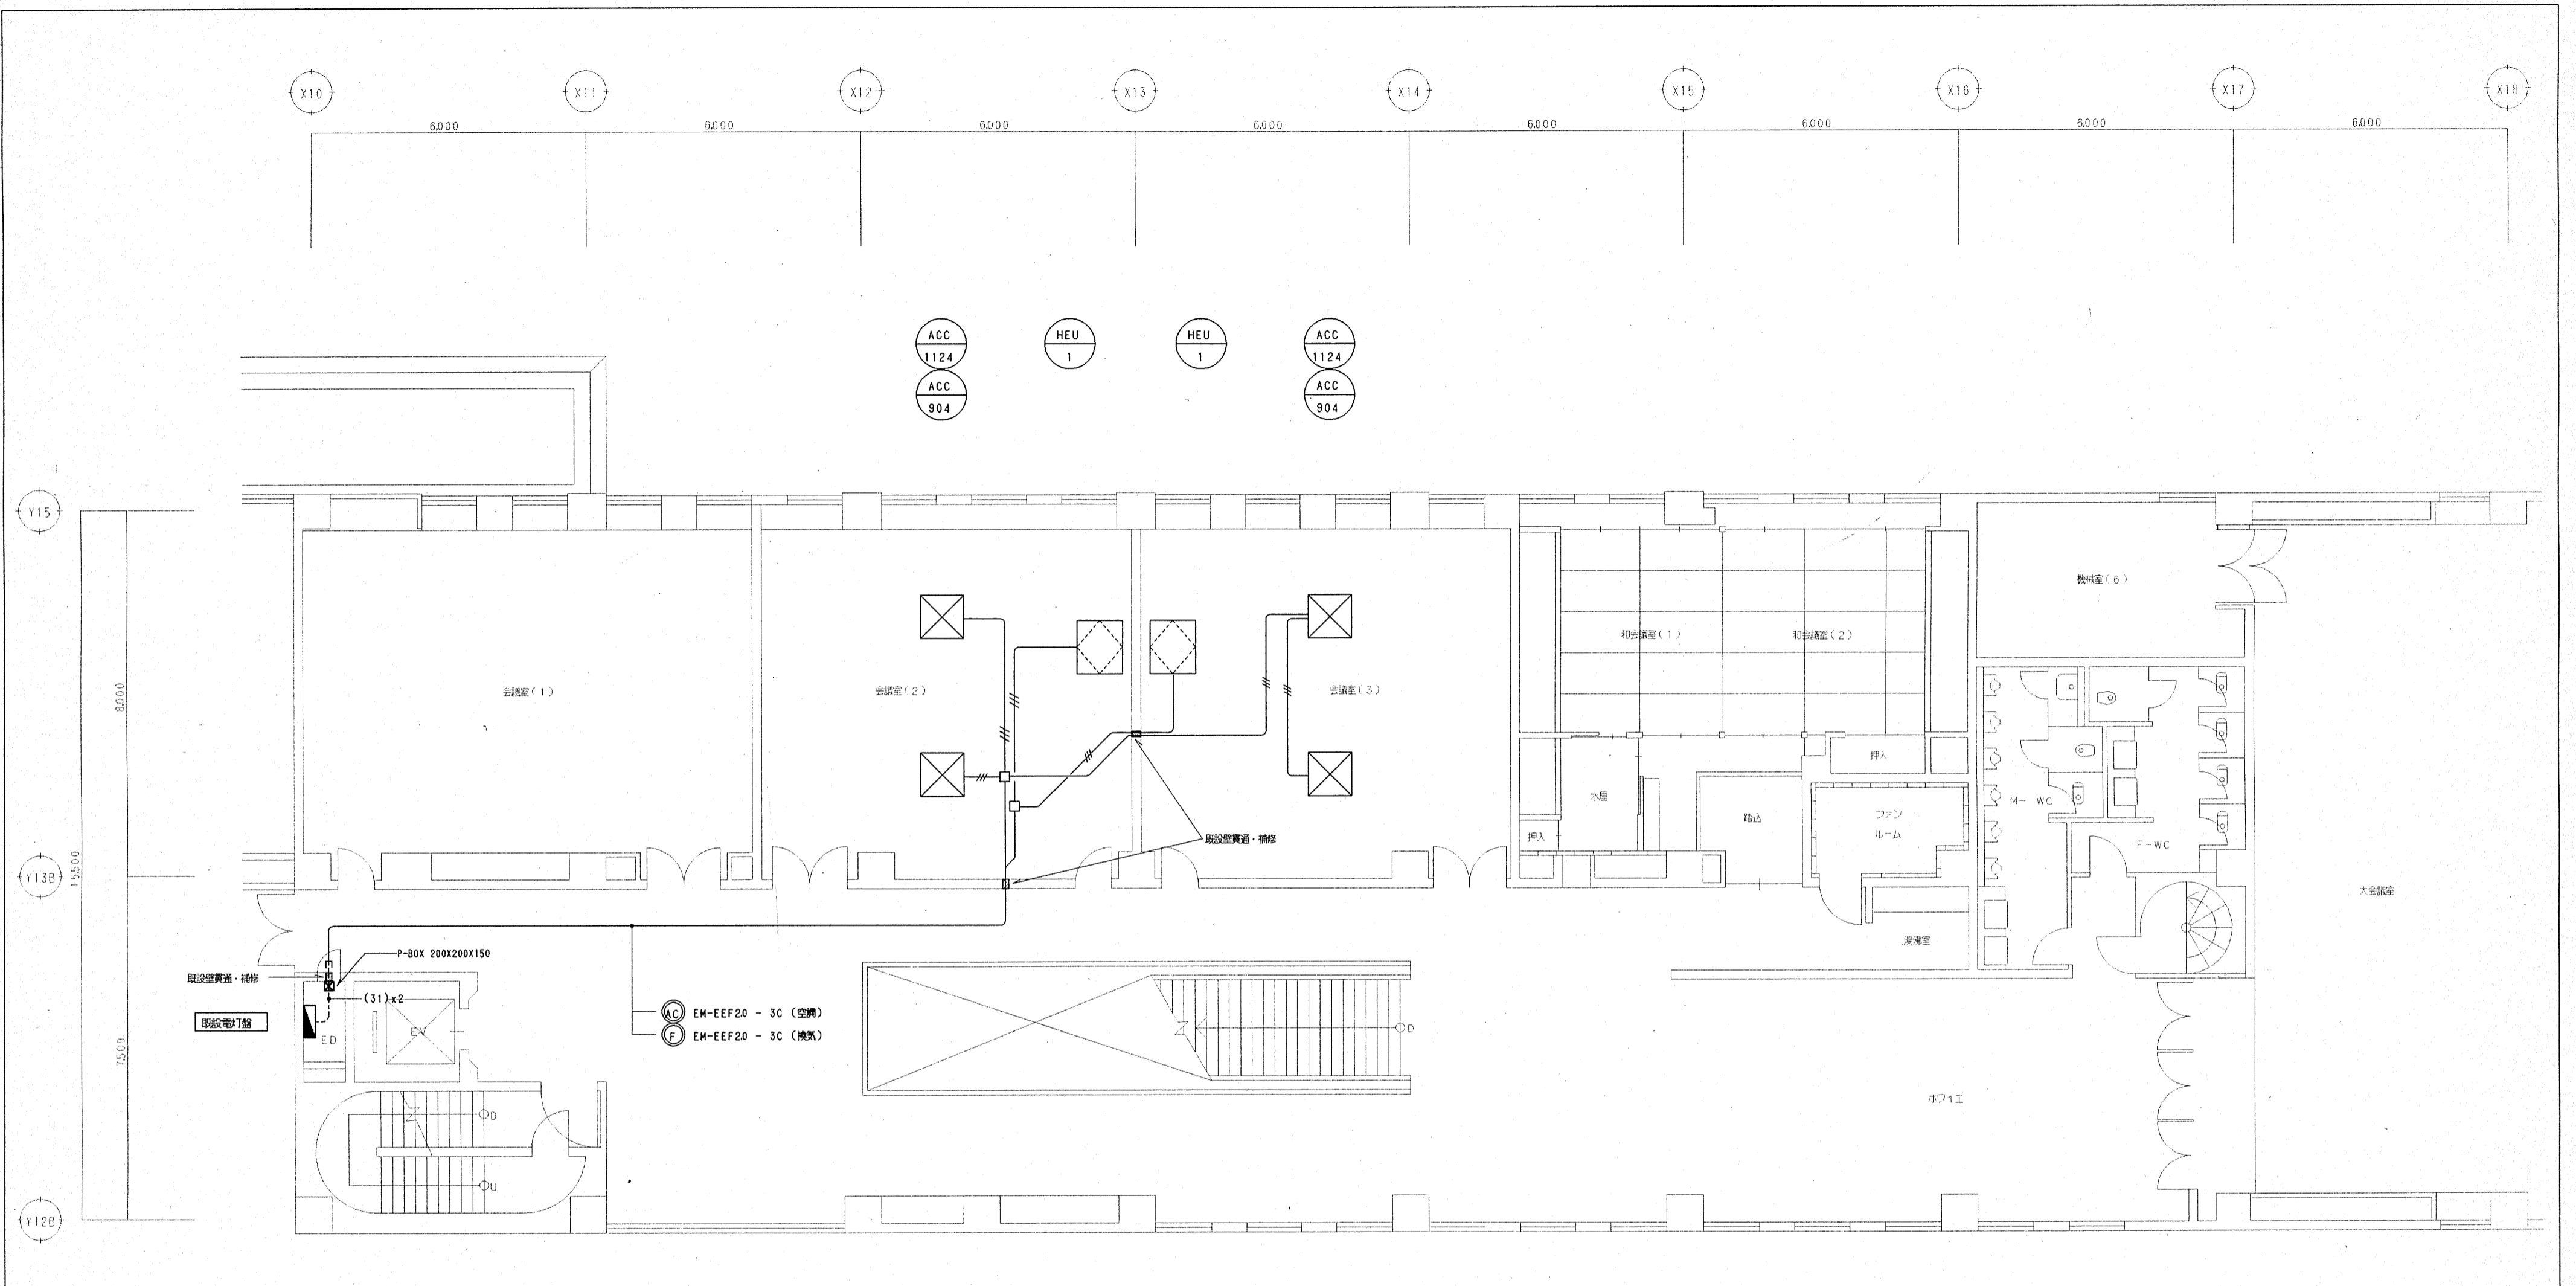 X10 X11 X12 X13 X14 X15 X16 X17 X18
6.000 6.000 6.000 6.000 6.000 6.000 6.000 6.000
ACC 1124
HEU 1
HEU 1
ACC 1124
ACC 904
ACC 904
Y15
機械室(6)
和会議室(1)
和会議室(2)
会議室(1)
会議室(2)
会議室(3)
8.000
押入
水屋
M-WC
踏込
ファン
ルーム
押入
既設壁貫通・補修
F-WC
Y13B
15.500
大会議室
湯沸室
P-BOX 200X200X150
既設壁貫通・補修
(31)x2
既設電灯盤
AC EM-EEF2.0 - 3C (空調)
EV
D
ED
F EM-EEF2.0 - 3C (換気)
7.500
ホワイエ
D
U
Y12B